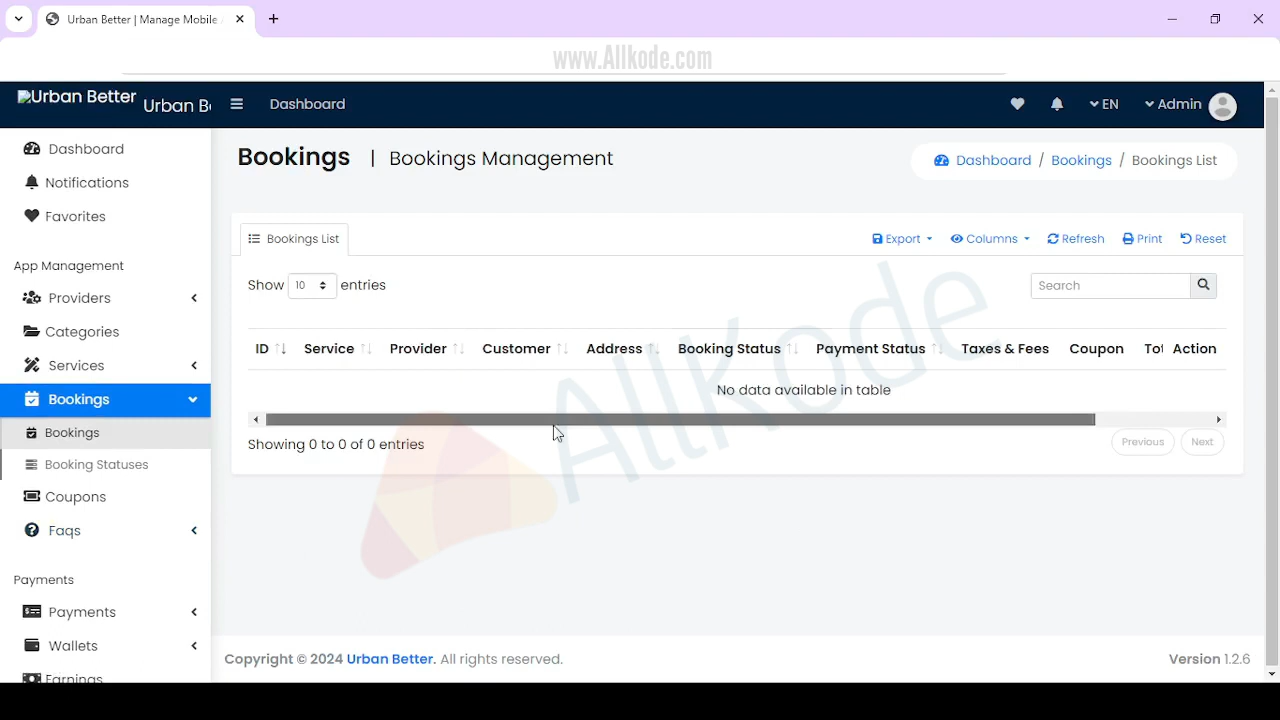 Urban Better | Manage Mobile
www.Allkode.com
Urban Better Urban B
Dashboard
EN
Admin
Dashboard
Notifications
Favorites
App Management
Providers
Categories
Services
Bookings
Bookings
Booking Statuses
Coupons
Faqs
Payments
Payments
Wallets
Earnings
Bookings | Bookings Management
Dashboard / Bookings / Bookings List
Bookings List
Export
Columns
Refresh
Print
Reset
Show 10 entries
Search
ID Service Provider Customer Address Booking Status Payment Status Taxes & Fees Coupon Tot Action
No data available in table
Showing 0 to 0 of 0 entries
Previous
Next
AllKode
Copyright © 2024 Urban Better. All rights reserved.
Version 1.2.6